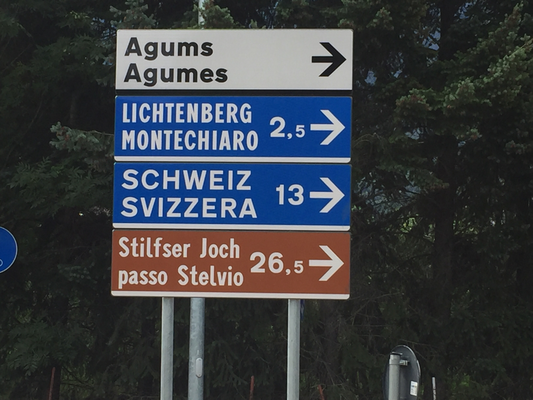 Agums
Agumes
LICHTENBERG
MONTECHIARO 2,5
SCHWEIZ
SVIZZERA 13
Stilfser Joch
passo Stelvio 26,5